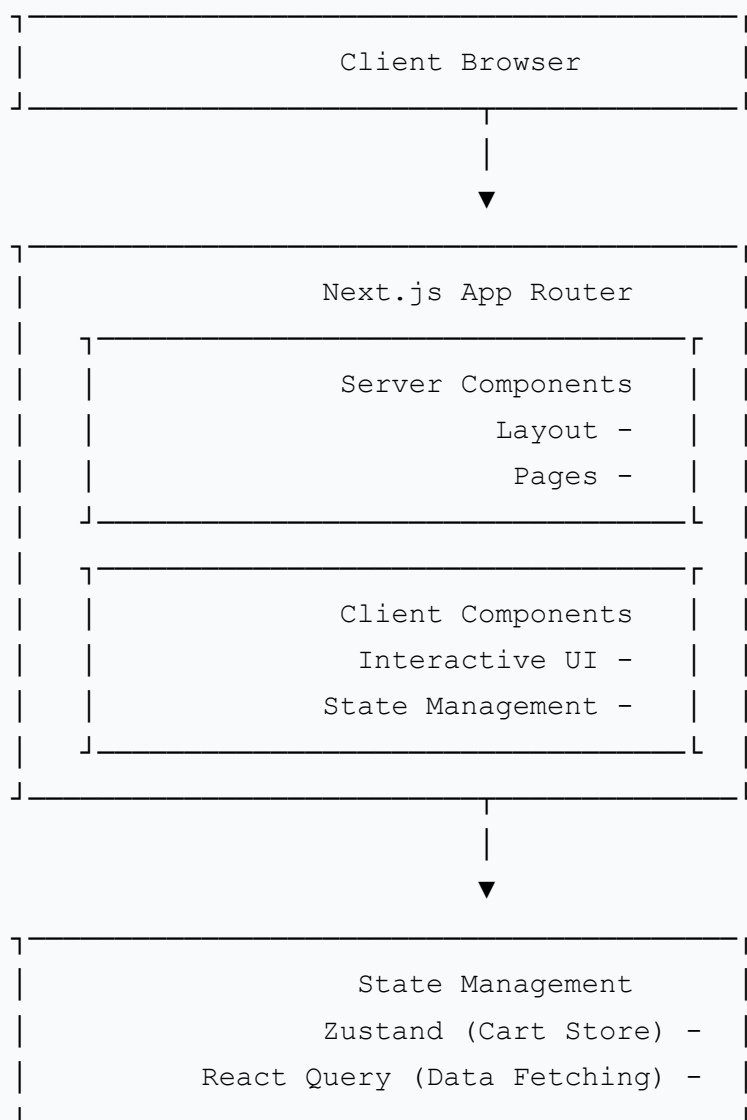 Client Browser
▼
Next.js App Router
Server Components
Layout -
Pages -
Client Components
Interactive UI -
State Management -
▼
State Management
Zustand (Cart Store) -
React Query (Data Fetching) -